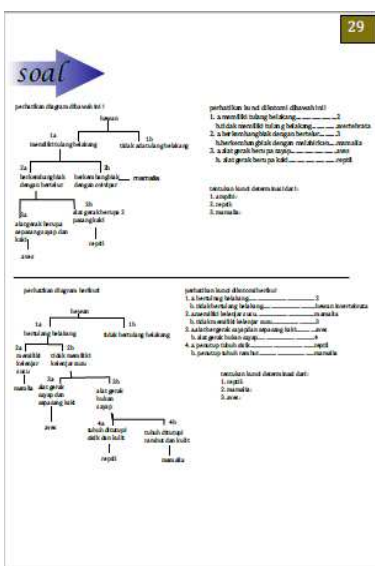 29
soal
perhatikan diagram dibawah ini !
hewan
1a
memiliki tulang belakang
1b
tidak ada tulang belakang
2a
berkembangbiak
dengan bertelur
2b
berkembangbiak
dengan
mamalia
3a
alat gerak berupa
sepasang sayap dan
kaki
3b
alat gerak berupa 2
pasang kaki
aves
reptil
perhatikan kunci dikotomi dibawah ini!
1. a memiliki tulang belakang..................2
b.tidak memiliki tulang belakang.............avertebrata
2. a berkembangbiak dengan bertelur........3
b.berkembangbiak dengan melahirkan.....mamalia
3. a alat gerak berupa sayap..................aves
b. alat gerak berupa kaki..................reptil
tentukan kunci determinasi dari:
1.
2. reptil:
3. mamalia:
perhatikan diagram berikut
hewan
1a
bertulang belakang
1b
tidak bertulang belakang
2a
memiliki
kelenjar
susu
2b
tidak memiliki
kelenjar susu
mamalia
3a
alat gerak
sayap dan
sepasang kaki
3b
alat gerak
bukan
sayap
aves
4a
tubuh ditutupi
sisik dan kulit
4b
tubuh ditutupi
rambut dan kulit
reptil
mamalia
perhatikan kunci dikotomi berikut
1. a. bertulang belakang..................2
b. tidak bertulang belakang..................hewan invertebrata
2. a. memiliki kelenjar susu..................mamalia
b. tidak memiliki kelenjar susu..................3
3. a. alat gerak sayap dan sepasang kaki..........aves
b. alat gerak bukan sayap..................4
4. a. penutup tubuh sisik..................reptil
b. penutup tubuh rambut..................mamalia
tentukan kunci determinasi dari:
1. reptil:
2. mamalia:
3. aves: